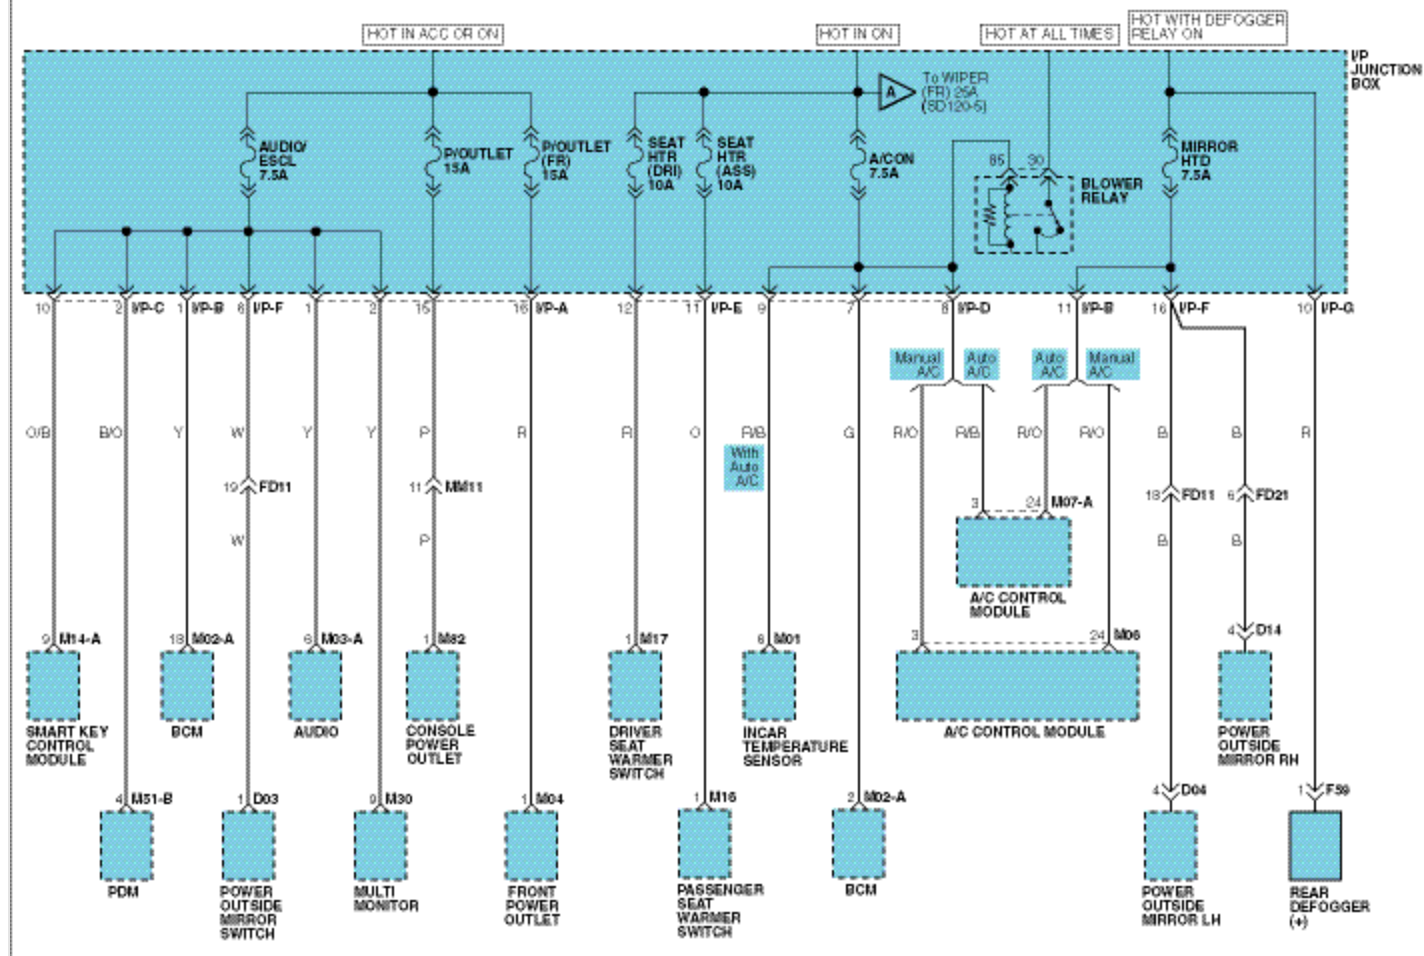 HOT IN ACC OR ON
HOT IN ON
HOT AT ALL TIMES
HOT WITH DEFOGGER
RELAY ON
I/P
JUNCTION
BOX
A
To WIPER
(FR) 25A
(SD120-5)
AUDIO/
ESCL
7.5A
P/OUTLET
15A
P/OUTLET
(FR)
15A
SEAT
HTR
(DRI)
10A
SEAT
HTR
(ASS)
10A
A/CON
7.5A
85
30
BLOWER
RELAY
MIRROR
HTD
7.5A
10
2 I/P-C
1 I/P-B
6 I/P-F
1
2
15
16 I/P-A
12
11 I/P-E
9
7
8 I/P-D
11 I/P-B
16 I/P-F
10 I/P-G
Manual
A/C
Auto
A/C
Auto
A/C
Manual
A/C
O/B
B/O
Y
W
Y
Y
P
R
R
O
R/B
G
R/O
R/B
R/O
R/O
B
B
R
With
Auto
A/C
19 FD11
11 MM11
18 FD11
6 FD21
3
24 M07-A
W
P
B
B
A/C CONTROL
MODULE
9 M14-A
18 M02-A
6 M03-A
1 M82
1 M17
6 M01
3
24 M06
4 D14
SMART KEY
CONTROL
MODULE
BCM
AUDIO
CONSOLE
POWER
OUTLET
DRIVER
SEAT
WARMER
SWITCH
INCAR
TEMPERATURE
SENSOR
A/C CONTROL MODULE
POWER
OUTSIDE
MIRROR RH
4 M51-B
1 D03
9 M30
1 M04
1 M16
2 M02-A
4 D04
1 F59
PDM
POWER
OUTSIDE
MIRROR
SWITCH
MULTI
MONITOR
FRONT
POWER
OUTLET
PASSENGER
SEAT
WARMER
SWITCH
BCM
POWER
OUTSIDE
MIRROR LH
REAR
DEFOGGER
(+)